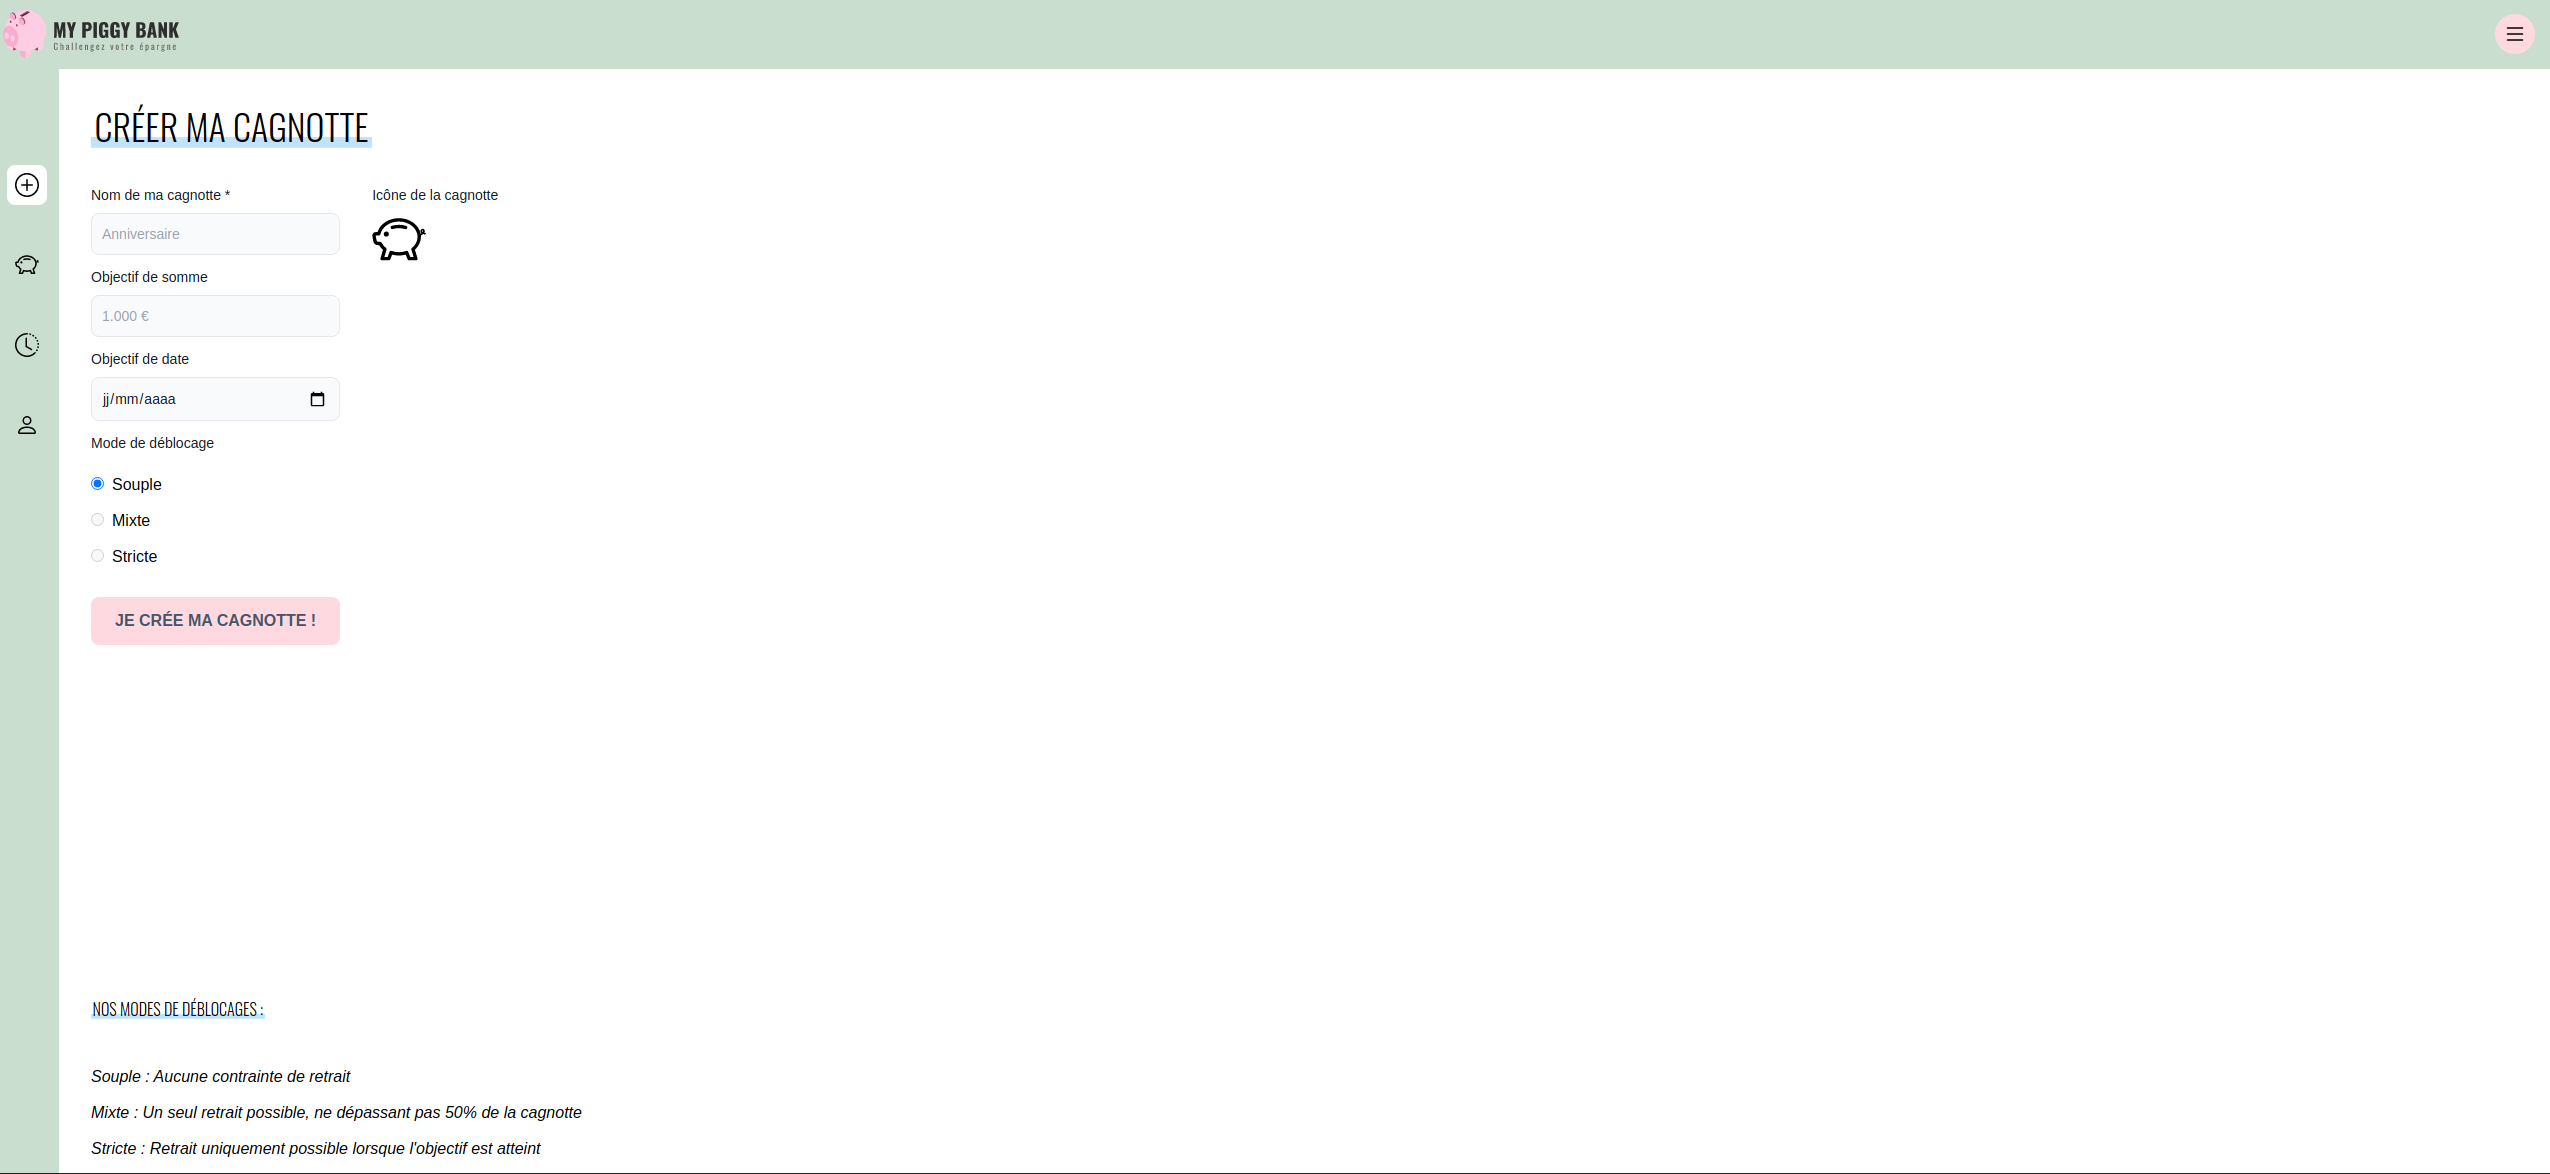 MY PIGGY BANK
Challengez votre épargne
CRÉER MA CAGNOTTE
Nom de ma cagnotte *
Icône de la cagnotte
Anniversaire
Objectif de somme
1.000 €
Objectif de date
jj/mm/aaaa
Mode de déblocage
Souple
Mixte
Stricte
JE CRÉE MA CAGNOTTE !
NOS MODES DE DÉBLOCAGES :
Souple : Aucune contrainte de retrait
Mixte : Un seul retrait possible, ne dépassant pas 50% de la cagnotte
Stricte : Retrait uniquement possible lorsque l'objectif est atteint